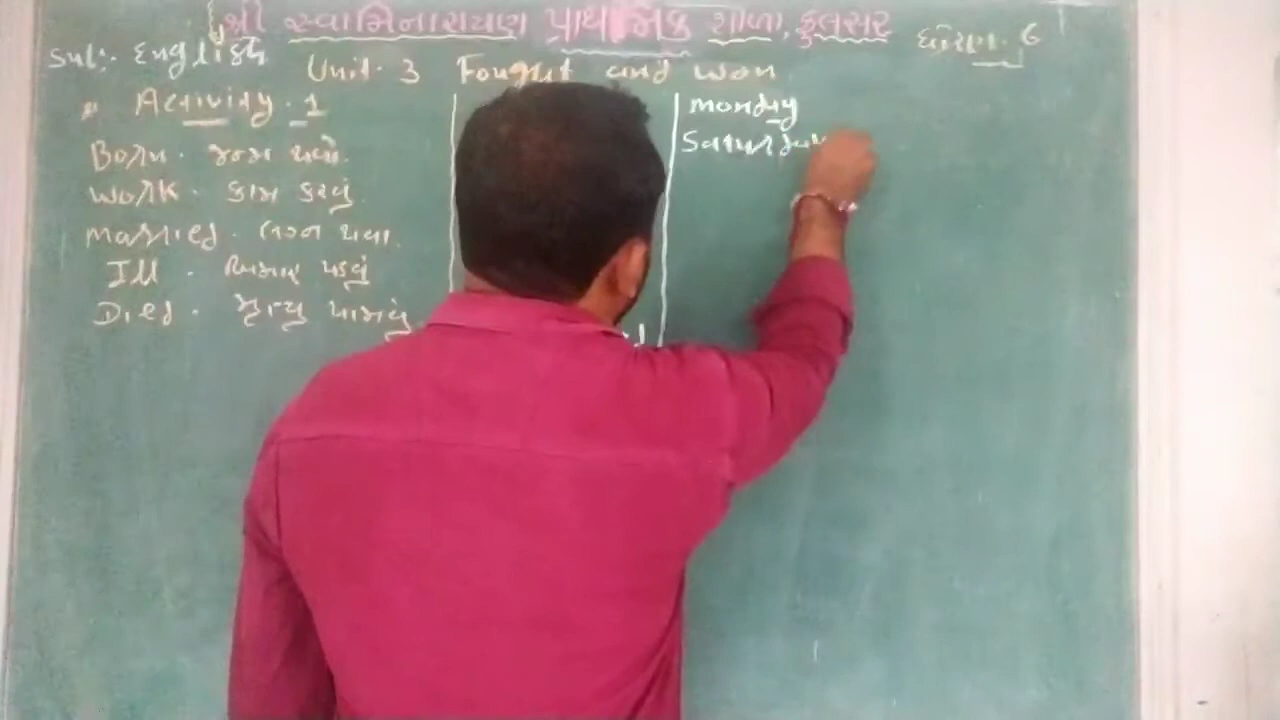 શ્રી સ્વામિનારાયણ પ્રાથમિક શાળા, ફુલસર
Sub:- English
ધોરણ. 6
Unit. 3 Fought and won
Activity. 1
Born. જન્મ થવો.
Work. કામ કરવું.
Married. લગ્ન થવા.
Ill. બિમાર પડવું
Died. મૃત્યુ પામવું
Monday
Saturday